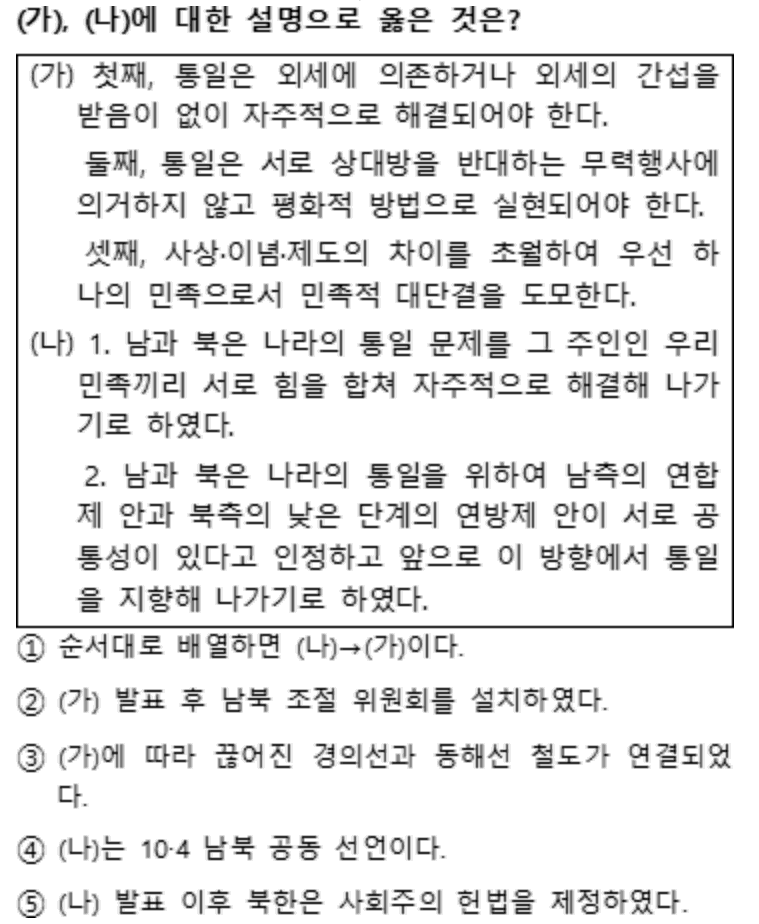 (가), (나)에 대한 설명으로 옳은 것은?
(가) 첫째, 통일은 외세에 의존하거나 외세의 간섭을
받음이 없이 자주적으로 해결되어야 한다.
둘째, 통일은 서로 상대방을 반대하는 무력행사에
의거하지 않고 평화적 방법으로 실현되어야 한다.
셋째, 사상·이념·제도의 차이를 초월하여 우선 하
나의 민족으로서 민족적 대단결을 도모한다.
(나) 1. 남과 북은 나라의 통일 문제를 그 주인인 우리
민족끼리 서로 힘을 합쳐 자주적으로 해결해 나가
기로 하였다.
2. 남과 북은 나라의 통일을 위하여 남측의 연합
제 안과 북측의 낮은 단계의 연방제 안이 서로 공
통성이 있다고 인정하고 앞으로 이 방향에서 통일
을 지향해 나가기로 하였다.
① 순서대로 배열하면 (나)→(가)이다.
② (가) 발표 후 남북 조절 위원회를 설치하였다.
③ (가)에 따라 끊어진 경의선과 동해선 철도가 연결되었
다.
④ (나)는 10·4 남북 공동 선언이다.
⑤ (나) 발표 이후 북한은 사회주의 헌법을 제정하였다.